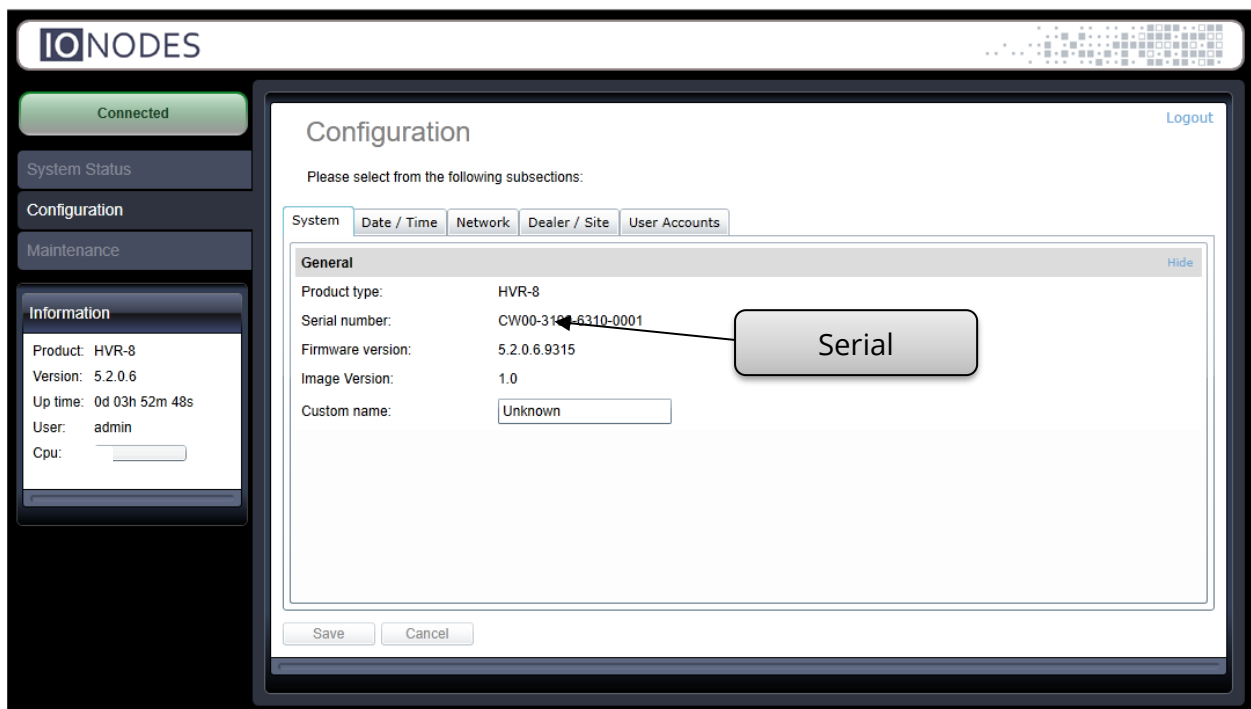 IONODES
Connected
System Status
Configuration
Maintenance
Information
Product: HVR-8
Version: 5.2.0.6
Up time: 0d 03h 52m 48s
User: admin
Cpu:
Logout
Configuration
Please select from the following subsections:
System Date / Time Network Dealer / Site User Accounts
General Hide
Product type: HVR-8
Serial number:
Serial
Firmware version: 5.2.0.6.9315
Image Version: 1.0
Custom name: Unknown
Save Cancel